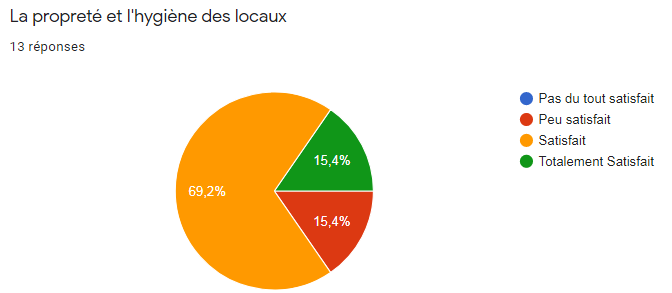 La propreté et l'hygiène des locaux
13 réponses
Pas du tout satisfait
Peu satisfait
Satisfait
Totalement Satisfait
15,4%
69,2%
15,4%